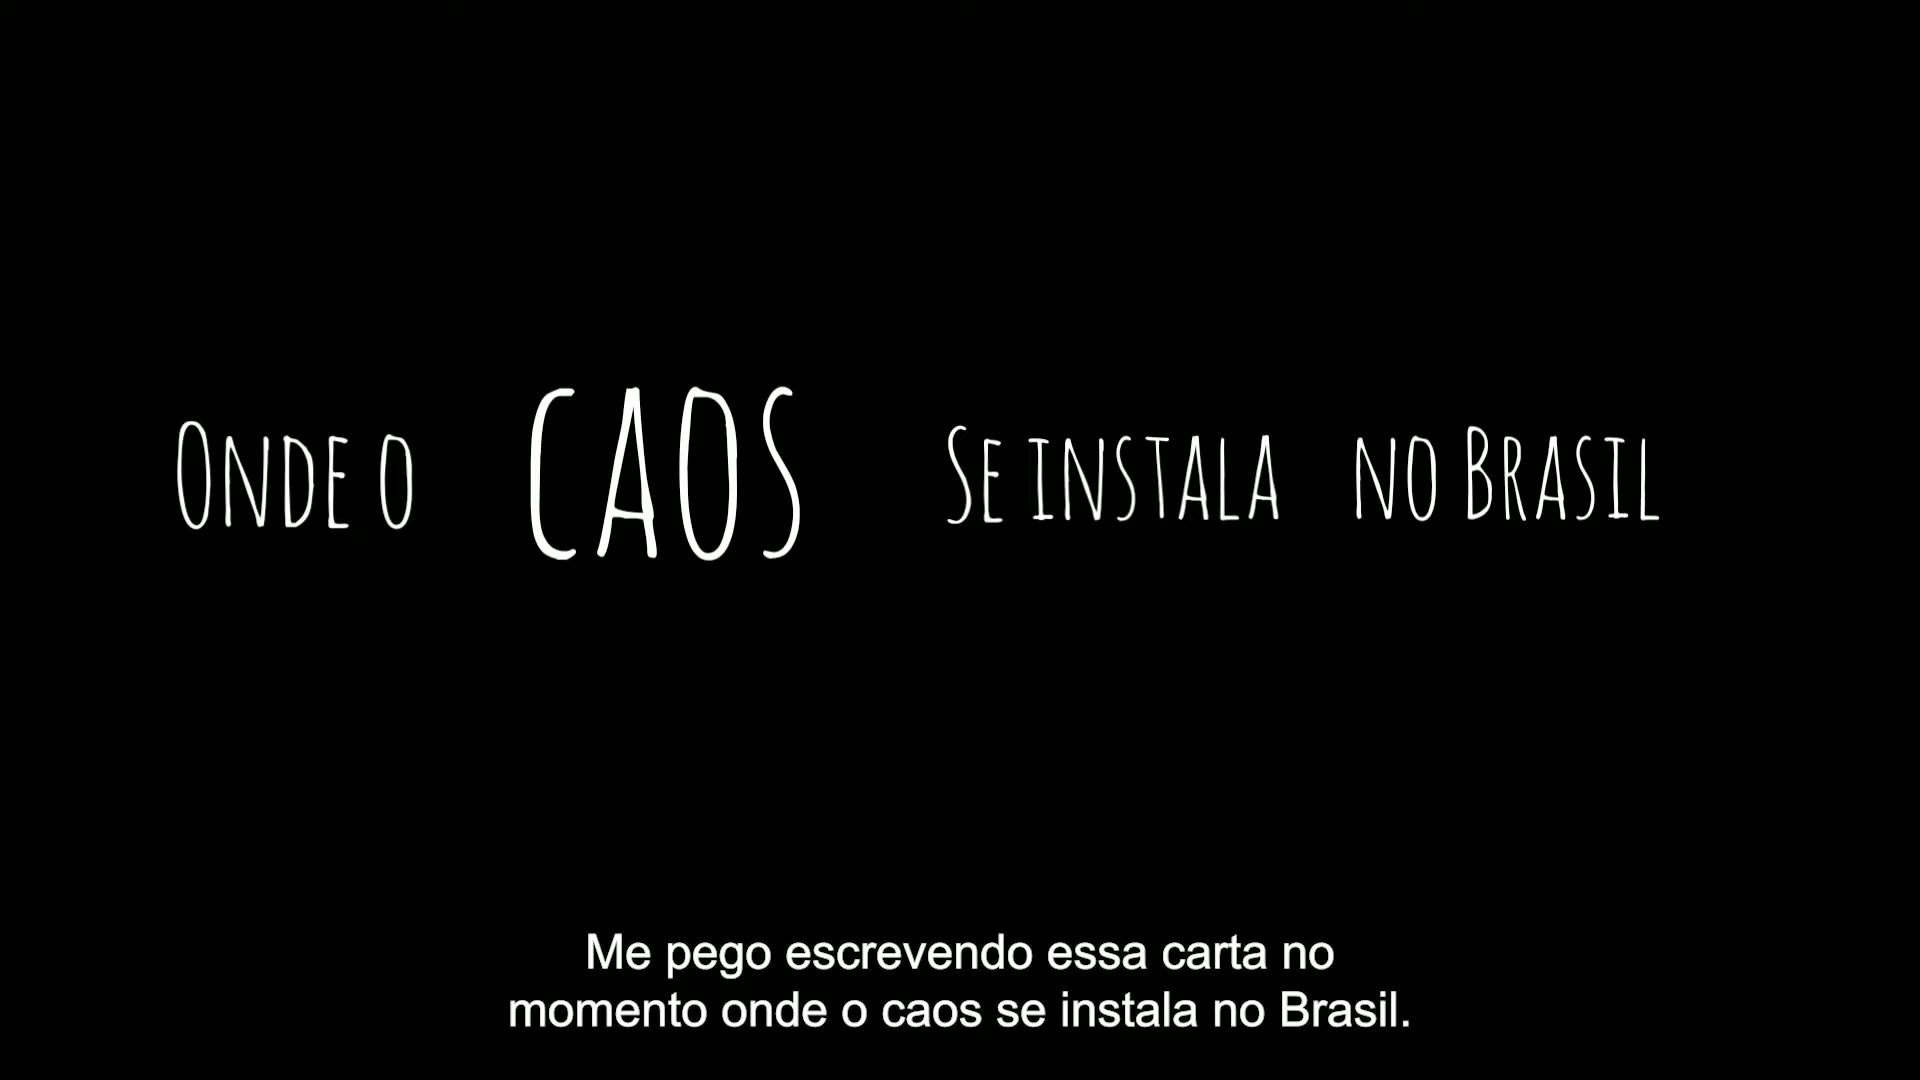 Onde o CAOS Se instala no Brasil
Me pego escrevendo essa carta no
momento onde o caos se instala no Brasil.